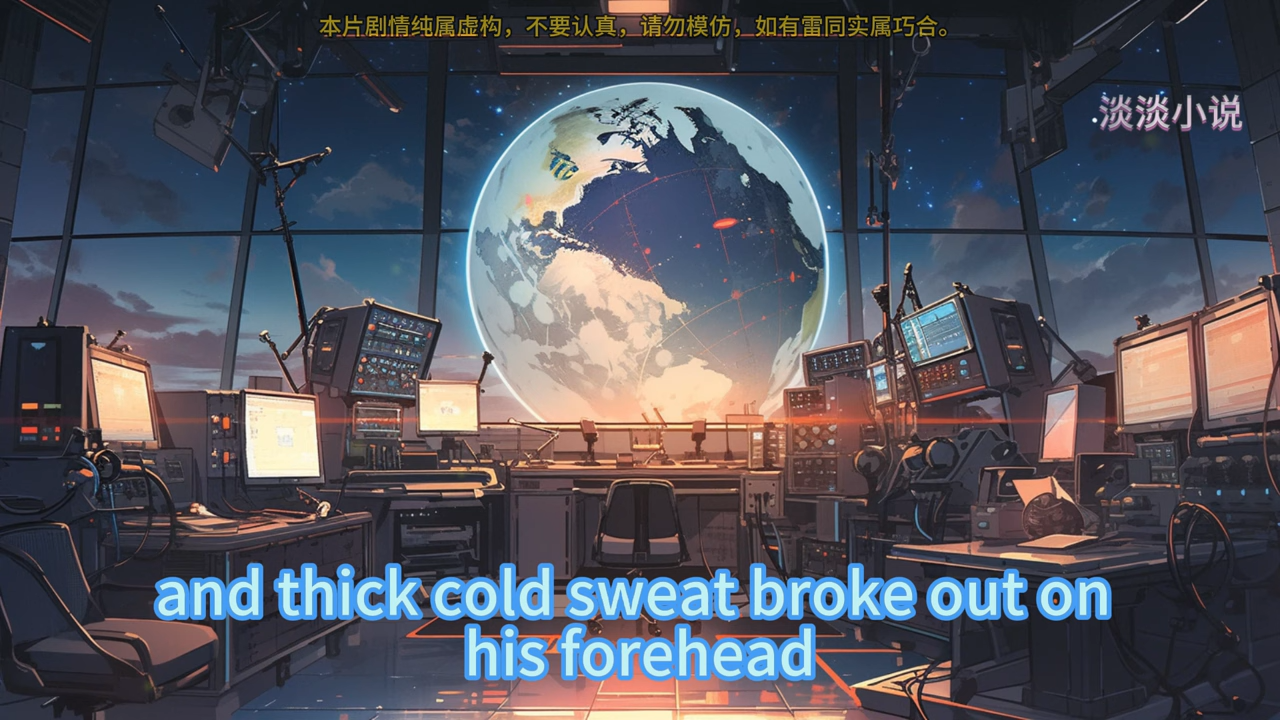 本片剧情纯属虚构，不要认真，请勿模仿，如有雷同实属巧合。
淡淡小说
and thick cold sweat broke out on
his forehead